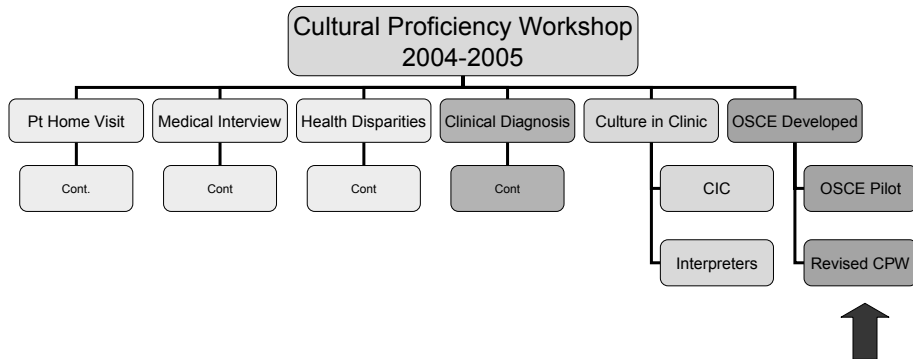 Cultural Proficiency Workshop
2004-2005
Pt Home Visit
Medical Interview
Health Disparities
Clinical Diagnosis
Culture in Clinic
OSCE Developed
Cont.
Cont
Cont
Cont
CIC
OSCE Pilot
Interpreters
Revised CPW